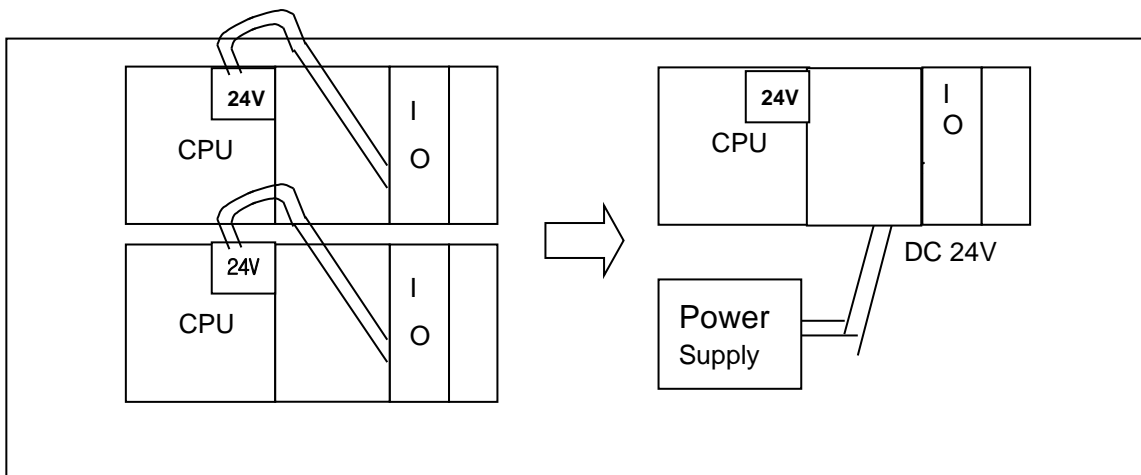 24V
CPU
I
O
24V
CPU
I
O
24V
CPU
I
O
DC 24V
Power
Supply